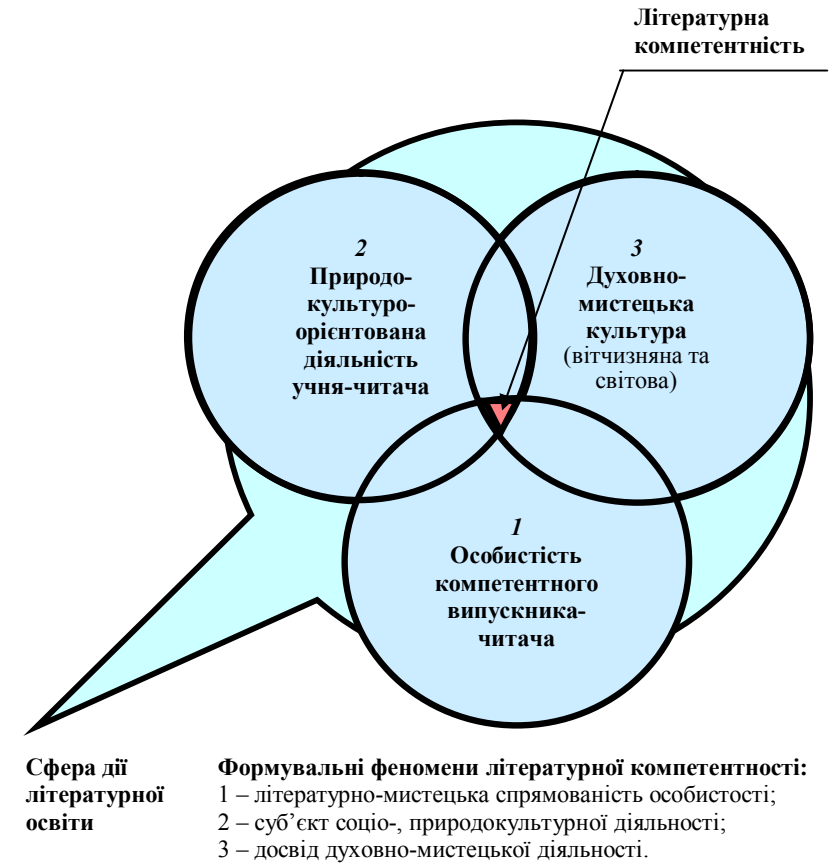 Літературна
компетентність
2
Природо-
культуро-
орієнтована
діяльність
учня-читача
3
Духовно-
мистецька
культура
(вітчизняна та
світова)
1
Особистість
компетентного
випускника-
читача
Сфера дії
літературної
освіти
Формувальні феномени літературної компетентності:
1 – літературно-мистецька спрямованість особистості;
2 – суб’єкт соціо-, природокультурної діяльності;
3 – досвід духовно-мистецької діяльності.